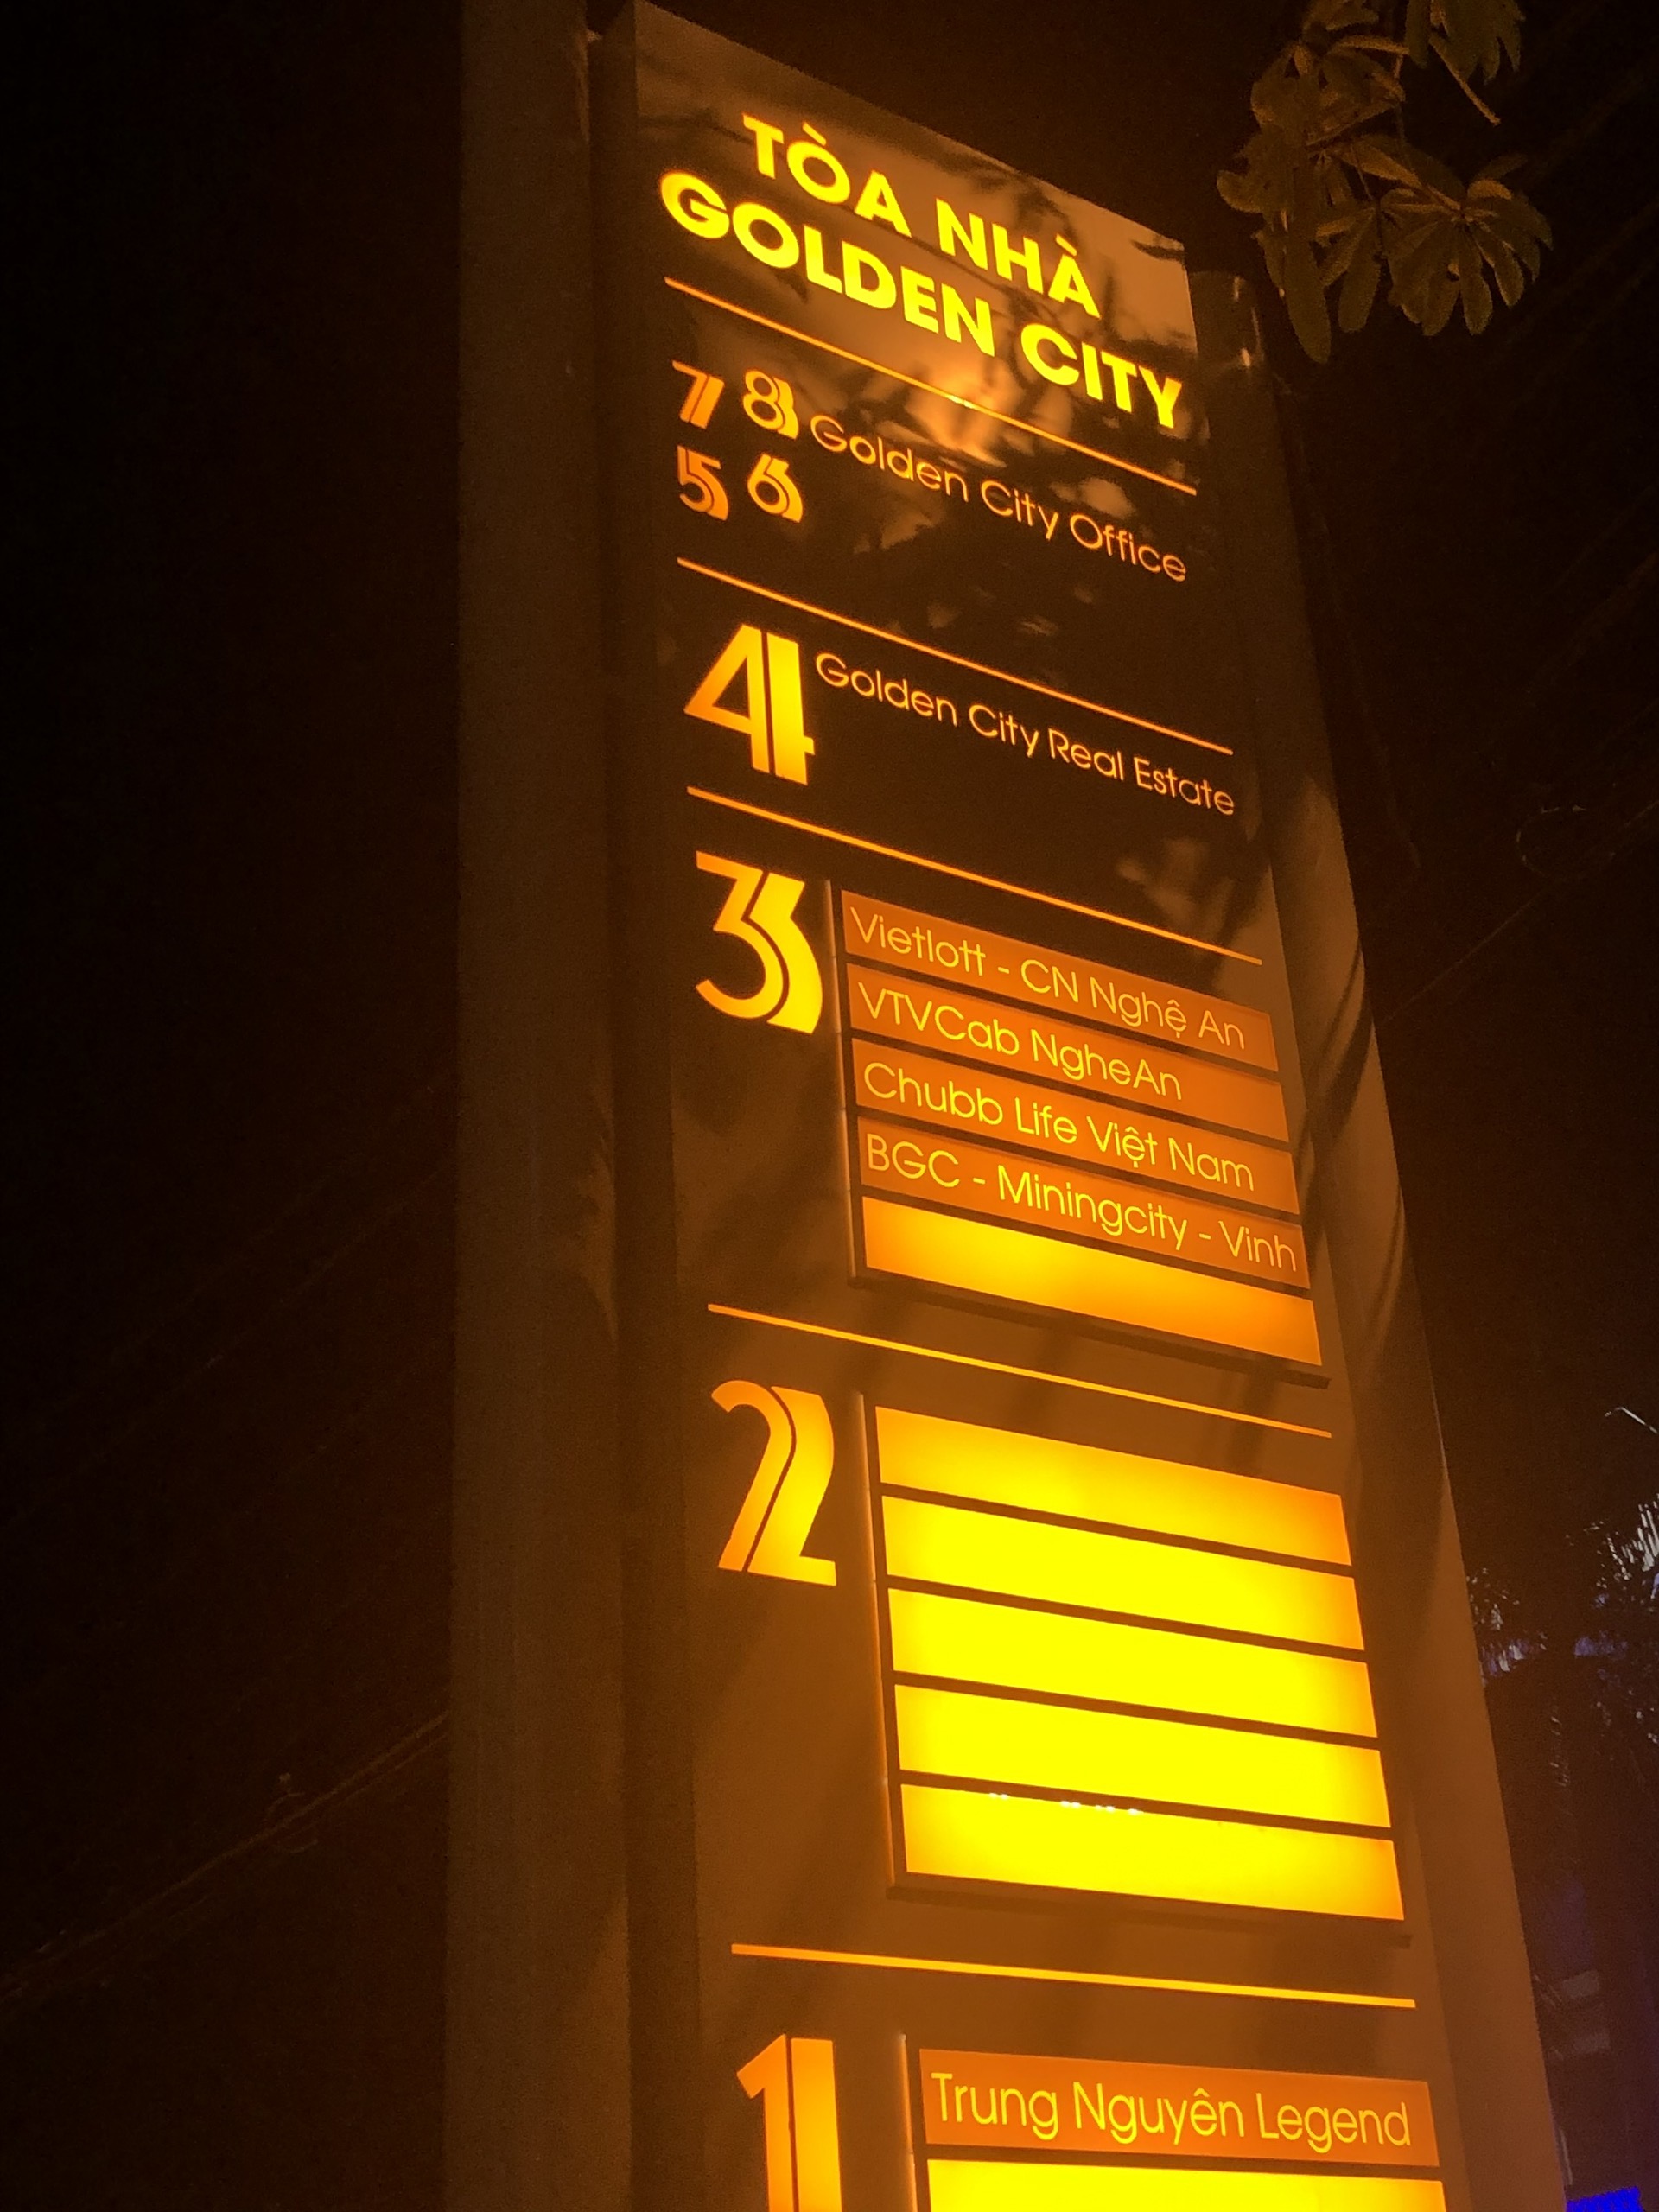 TÒA NHÀ
GOLDEN CITY
7 8 Golden City Office
5 6
4 Golden City Real Estate
3
Vietlott - CN Nghệ An
VTVCab NgheAn
Chubb Life Việt Nam
BGC - Miningcity - Vinh
2
1
Trung Nguyên Legend